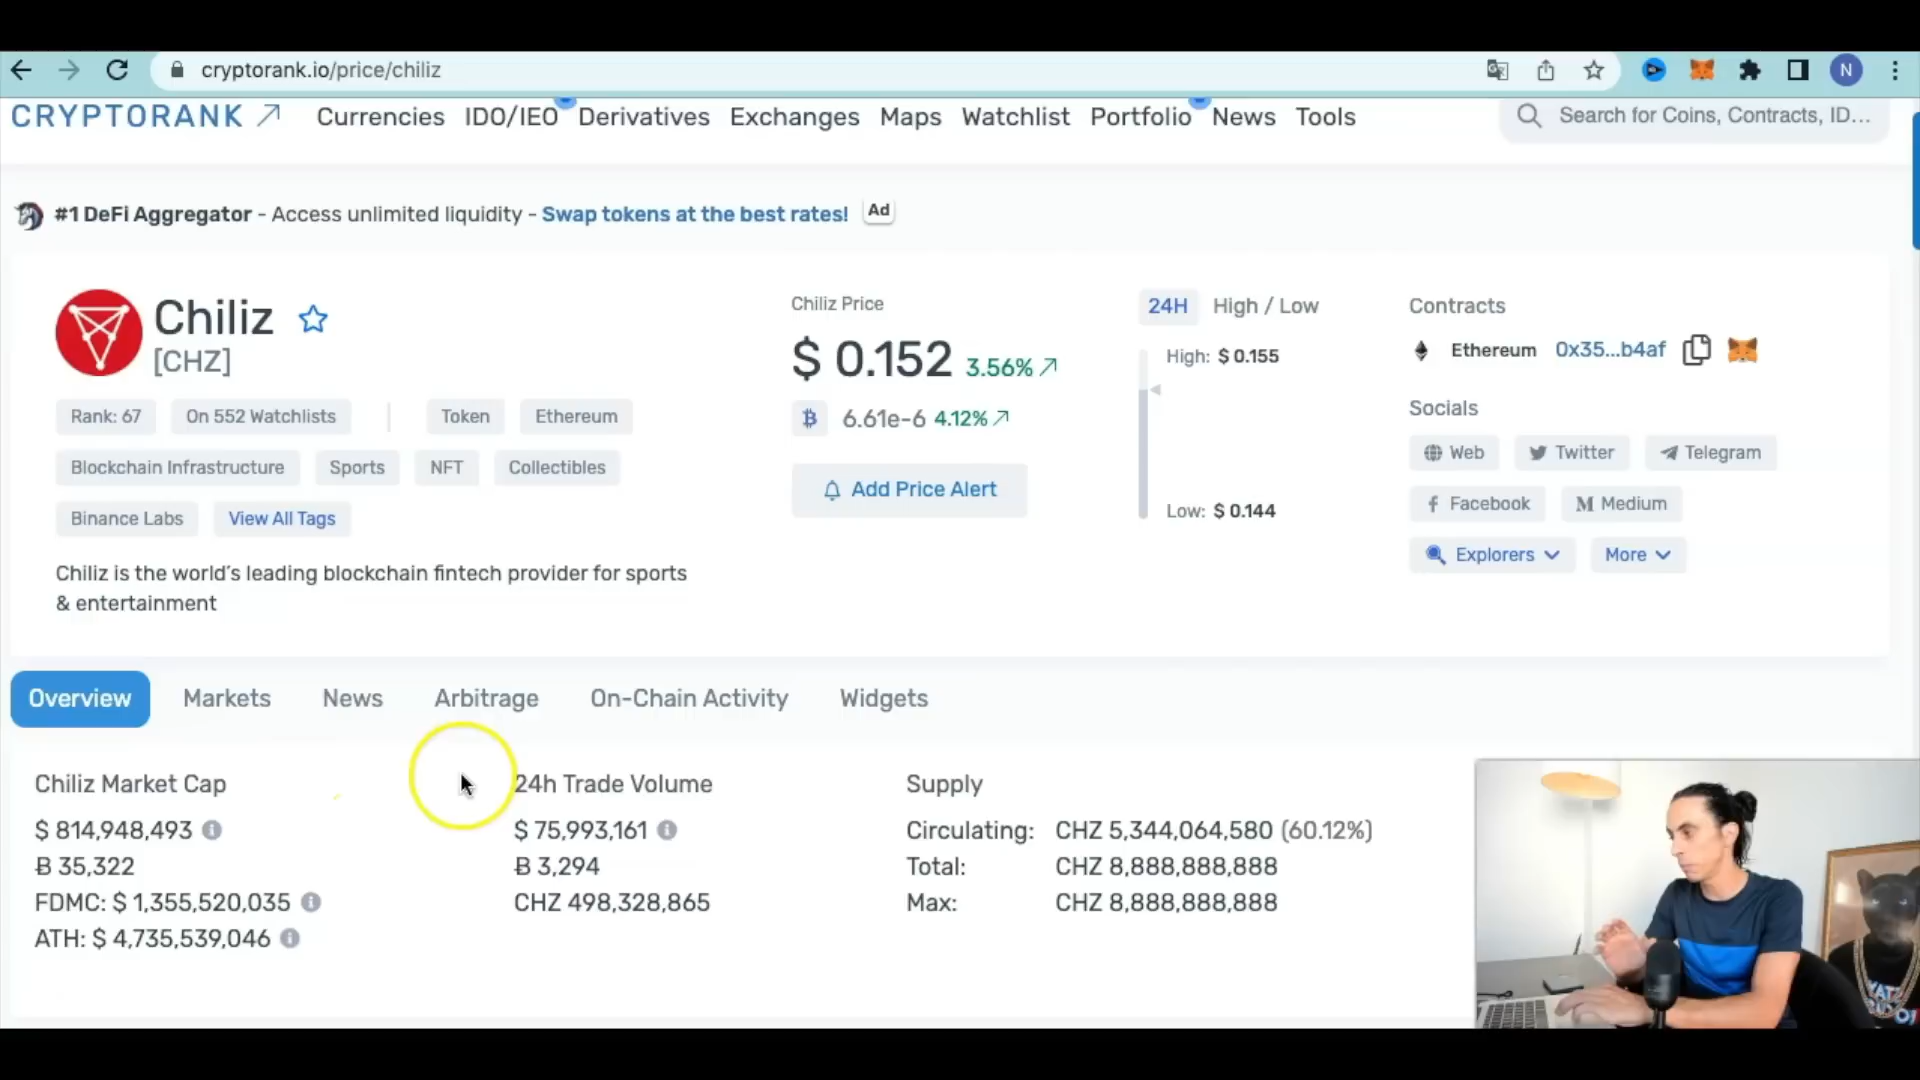 cryptorank.io/price/chiliz
N
CRYPTORANK
Currencies IDO/IEO Derivatives Exchanges Maps Watchlist Portfolio News Tools
Search for Coins, Contracts, ID...
#1 DeFi Aggregator - Access unlimited liquidity - Swap tokens at the best rates! Ad
Chiliz
[CHZ]
Rank: 67 On 552 Watchlists Token Ethereum
Blockchain Infrastructure Sports NFT Collectibles
Binance Labs View All Tags
Chiliz is the world's leading blockchain fintech provider for sports
& entertainment
Chiliz Price
$ 0.152 3.56%
6.61e-6 4.12%
Add Price Alert
24H High / Low
High: $ 0.155
Low: $ 0.144
Contracts
Ethereum 0x35...b4af
Socials
Web Twitter Telegram
Facebook Medium
Explorers More
Overview Markets News Arbitrage On-Chain Activity Widgets
Chiliz Market Cap
$ 814,948,493
Ƀ 35,322
FDMC: $ 1,355,520,035
ATH: $ 4,735,539,046
24h Trade Volume
$ 75,993,161
Ƀ 3,294
CHZ 498,328,865
Supply
Circulating: CHZ 5,344,064,580 (60.12%)
Total: CHZ 8,888,888,888
Max: CHZ 8,888,888,888